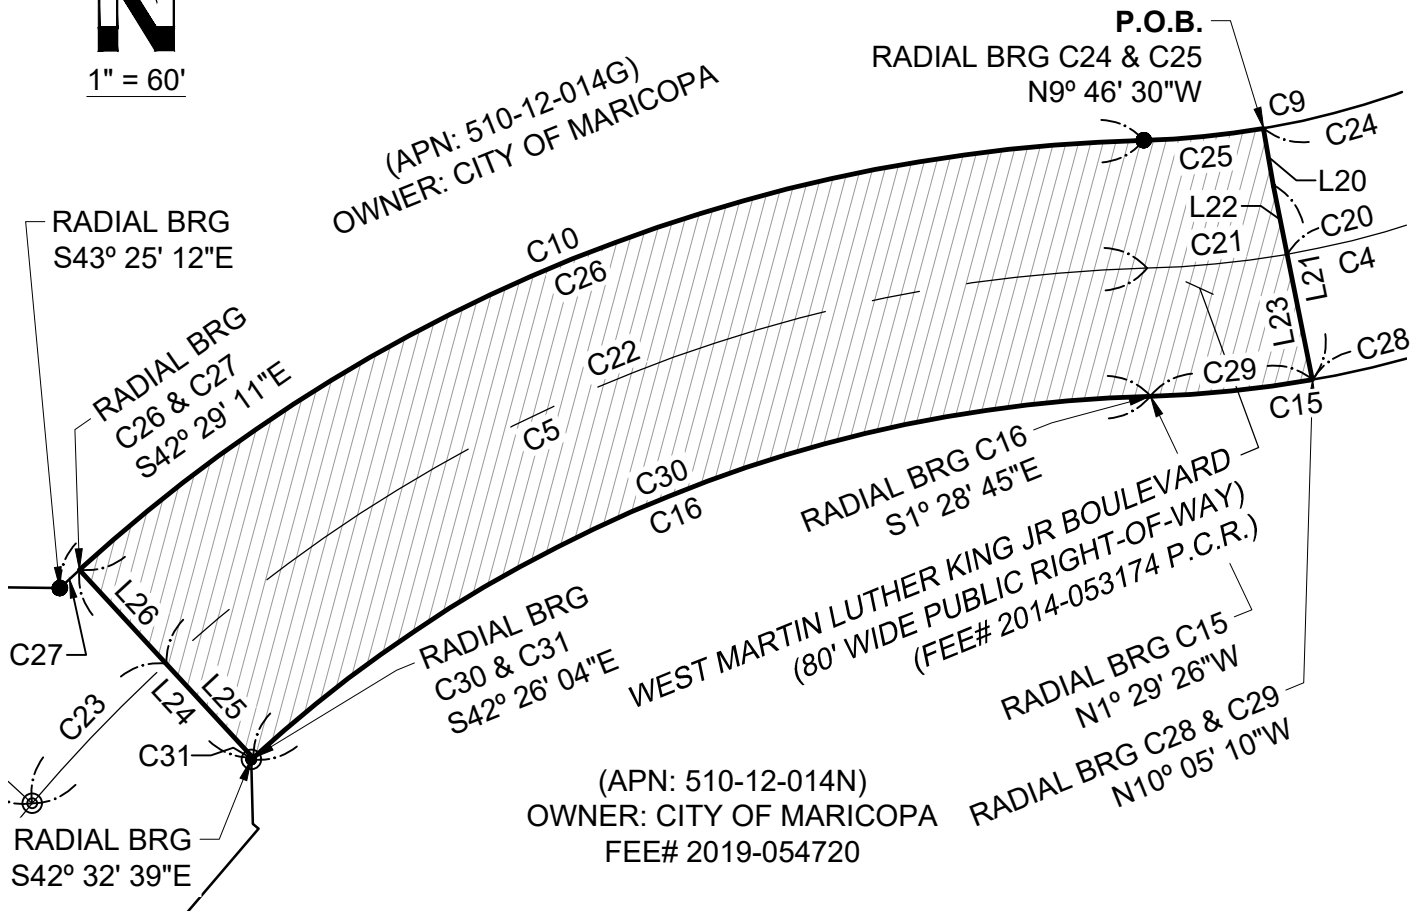 N
1" = 60'
P.O.B.
RADIAL BRG C24 & C25
N9º 46' 30"W
(APN: 510-12-014G)
OWNER: CITY OF MARICOPA
C9
C24
C25
L20
L22
C20
C21
C4
L21
L23
C28
C29
C15
RADIAL BRG
S43º 25' 12"E
C10
C26
RADIAL BRG
C26 & C27
S42º 29' 11"E
C22
C5
C30
C16
RADIAL BRG C16
S1º 28' 45"E
WEST MARTIN LUTHER KING JR BOULEVARD
(80' WIDE PUBLIC RIGHT-OF-WAY)
(FEE# 2014-053174 P.C.R.)
L26
C27
L25
L24
C23
C31
RADIAL BRG
C30 & C31
S42º 26' 04"E
RADIAL BRG C15
N1º 29' 26"W
RADIAL BRG C28 & C29
N10º 05' 10"W
(APN: 510-12-014N)
OWNER: CITY OF MARICOPA
FEE# 2019-054720
RADIAL BRG
S42º 32' 39"E